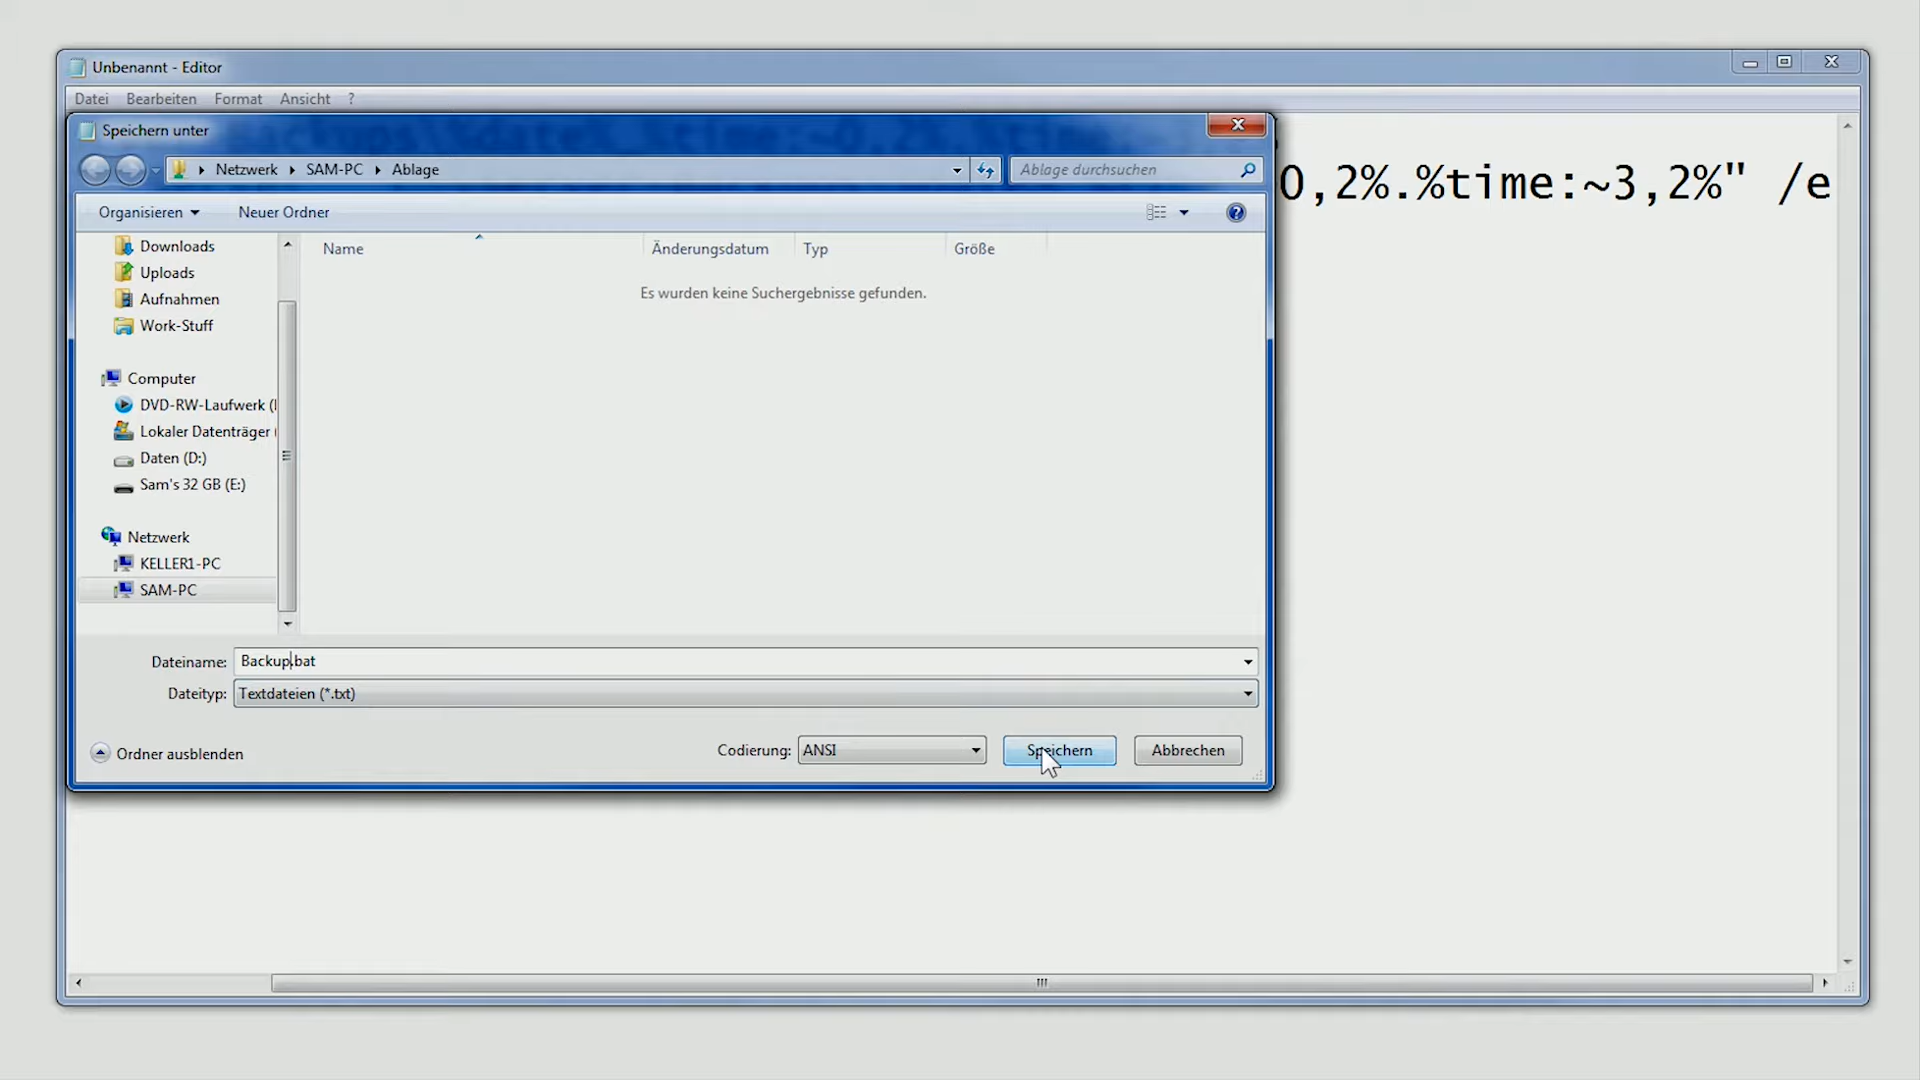 Unbenannt - Editor
Datei Bearbeiten Format Ansicht ?
Speichern unter
Netzwerk SAM-PC Ablage
Ablage durchsuchen
0,2%.%time:~3,2%" /e
Organisieren Neuer Ordner
Name Änderungsdatum Typ Größe
Es wurden keine Suchergebnisse gefunden.
Downloads
Uploads
Aufnahmen
Work-Stuff
Computer
DVD-RW-Laufwerk (
Lokaler Datenträger
Daten (D:)
Sam's 32 GB (E:)
Netzwerk
KELLER1-PC
SAM-PC
Dateiname: Backup.bat
Dateityp: Textdateien (*.txt)
Ordner ausblenden
Codierung: ANSI
Speichern
Abbrechen